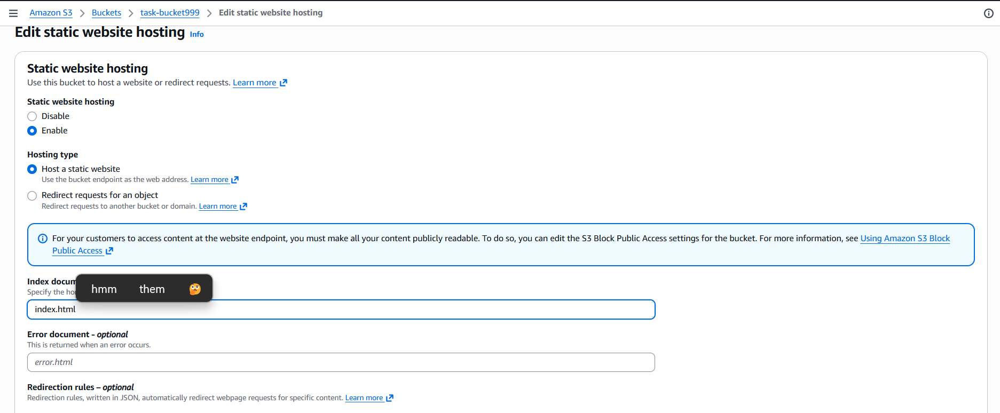 Amazon S3 > Buckets > task-bucket999 > Edit static website hosting
Edit static website hosting Info
Static website hosting
Use this bucket to host a website or redirect requests. Learn more
Static website hosting
Disable
Enable
Hosting type
Host a static website
Use the bucket endpoint as the web address. Learn more
Redirect requests for an object
Redirect requests to another bucket or domain. Learn more
For your customers to access content at the website endpoint, you must make all your content publicly readable. To do so, you can edit the S3 Block Public Access settings for the bucket. For more information, see Using Amazon S3 Block
Public Access
Index docum
Specify the
hmm them 🤔
index.html
Error document - optional
This is returned when an error occurs.
error.html
Redirection rules – optional
Redirection rules, written in JSON, automatically redirect webpage requests for specific content. Learn more